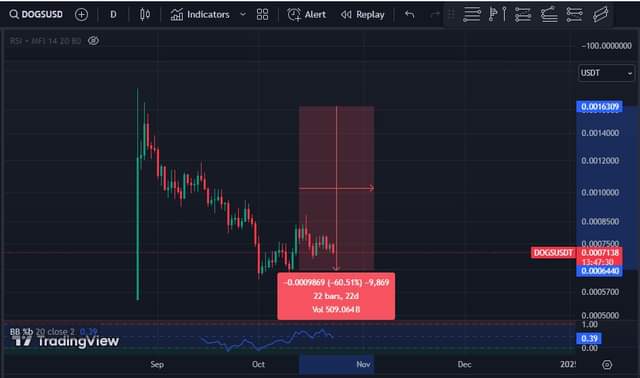 DOGSUSD D Indicators Alert Replay
RSI + MFI 14 20 80
−100.0000000
USDT
0.0016309
0.0014000
0.0012000
0.0010000
0.0008500
0.0007500
DOGSUSDT 0.0007138
13:47:30
0.0006440
0.0005700
0.0005000
−0.0009869 (−60.51%) −9,869
22 bars, 22d
Vol 509.064B
1.00
BB %b 20 close 2 0.39
0.39
TradingView
0.00
Sep Oct Nov Dec 2025